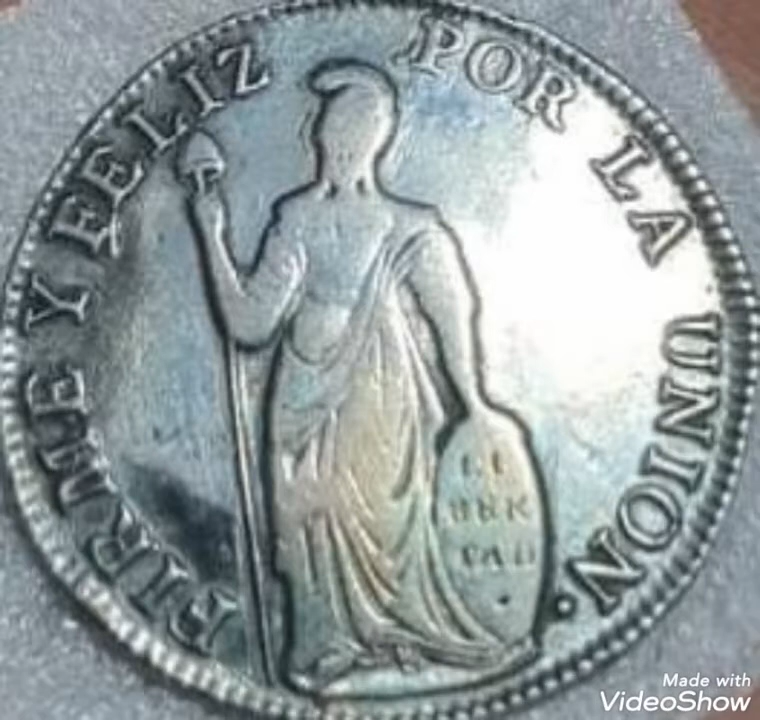 FIRME Y FELIZ POR LA UNION.
LI
BER
TAD
Made with
VideoShow